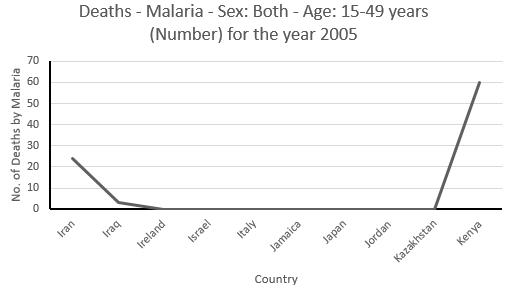 Deaths - Malaria - Sex: Both - Age: 15-49 years
(Number) for the year 2005
No. of Deaths by Malaria
70
60
50
40
30
20
10
0
Iran
Iraq
Ireland
Israel
Italy
Jamaica
Japan
Jordan
Kazakhstan
Kenya
Country